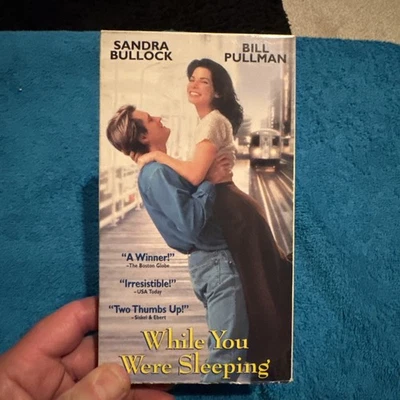 SANDRA BULLOCK
BILL PULLMAN
"A Winner!"
-The Boston Globe
"Irresistible!"
-USA Today
"Two Thumbs Up!"
-Siskel & Ebert
While You
Were Sleeping